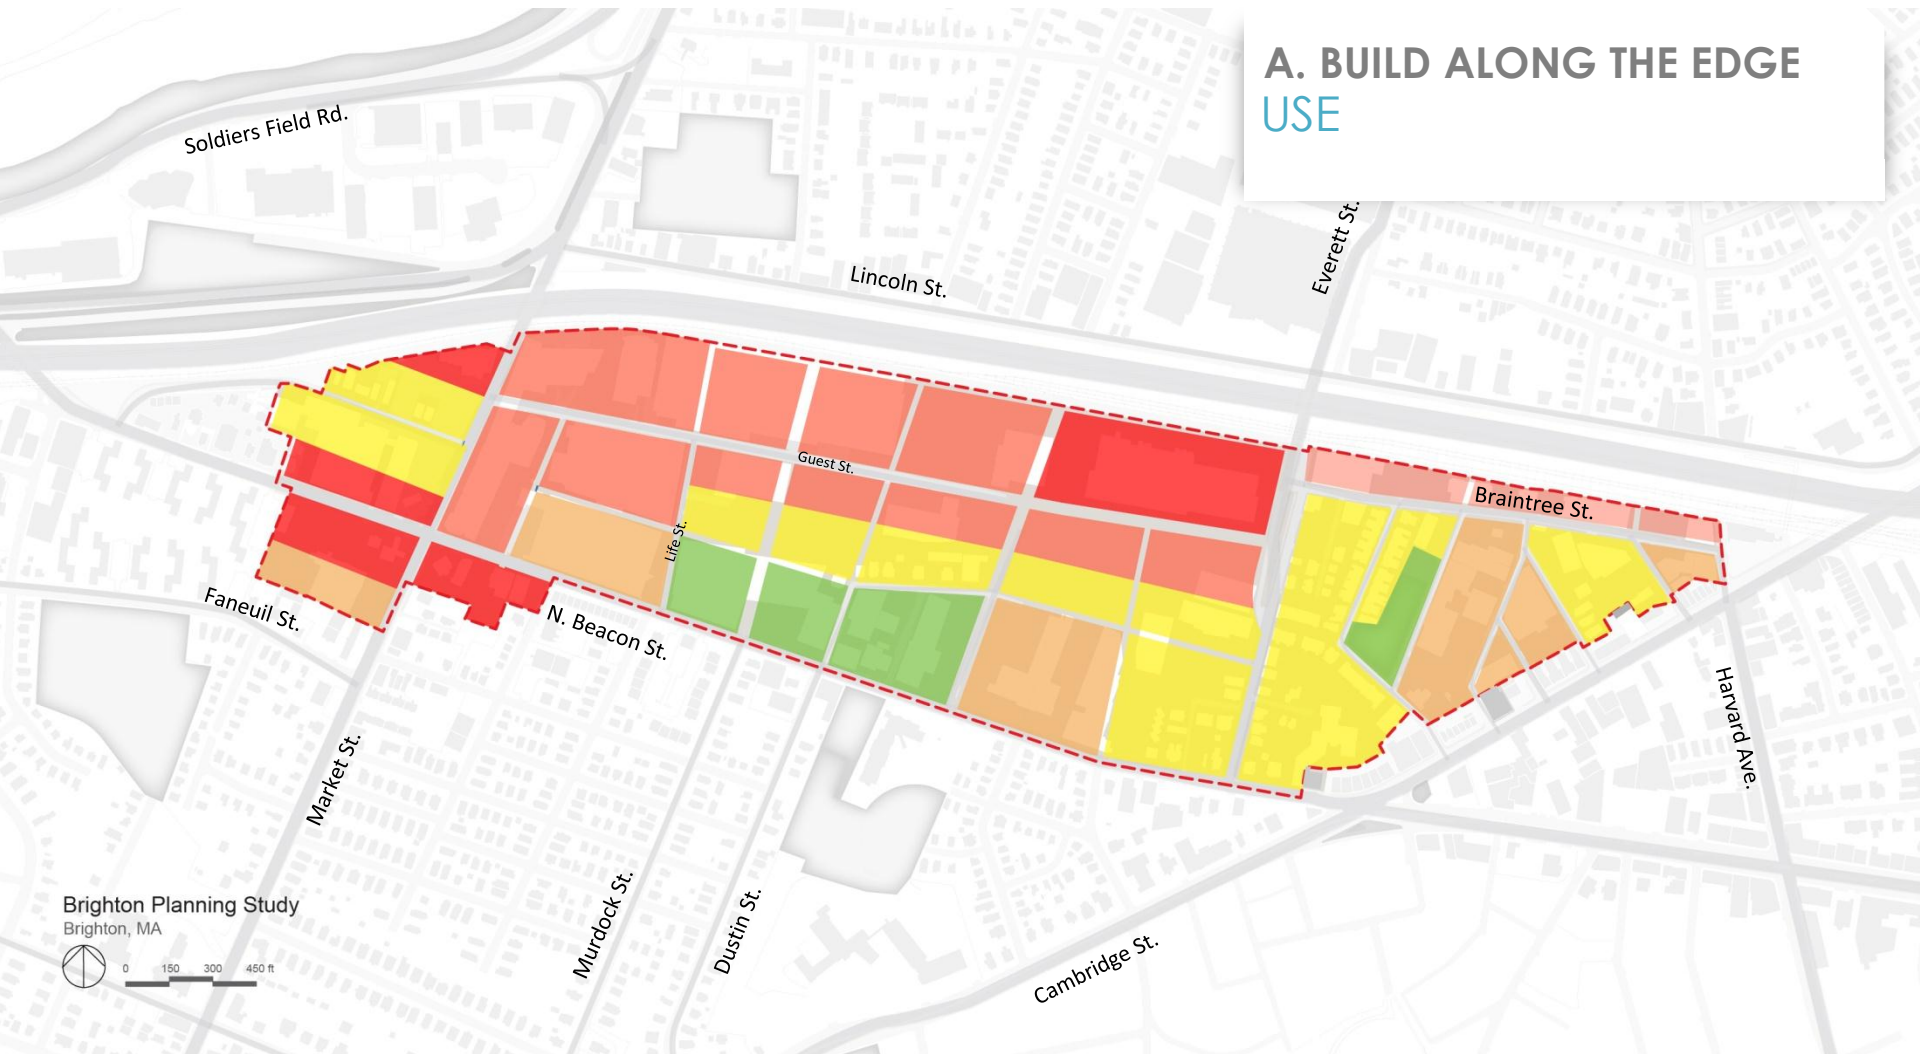 A. BUILD ALONG THE EDGE
USE
Soldiers Field Rd.
Everett St.
Lincoln St.
Guest St.
Braintree St.
Life St.
Faneuil St.
N. Beacon St.
Harvard Ave.
Market St.
Murdock St.
Dustin St.
Cambridge St.
Brighton Planning Study
Brighton, MA
0 150 300 450 ft